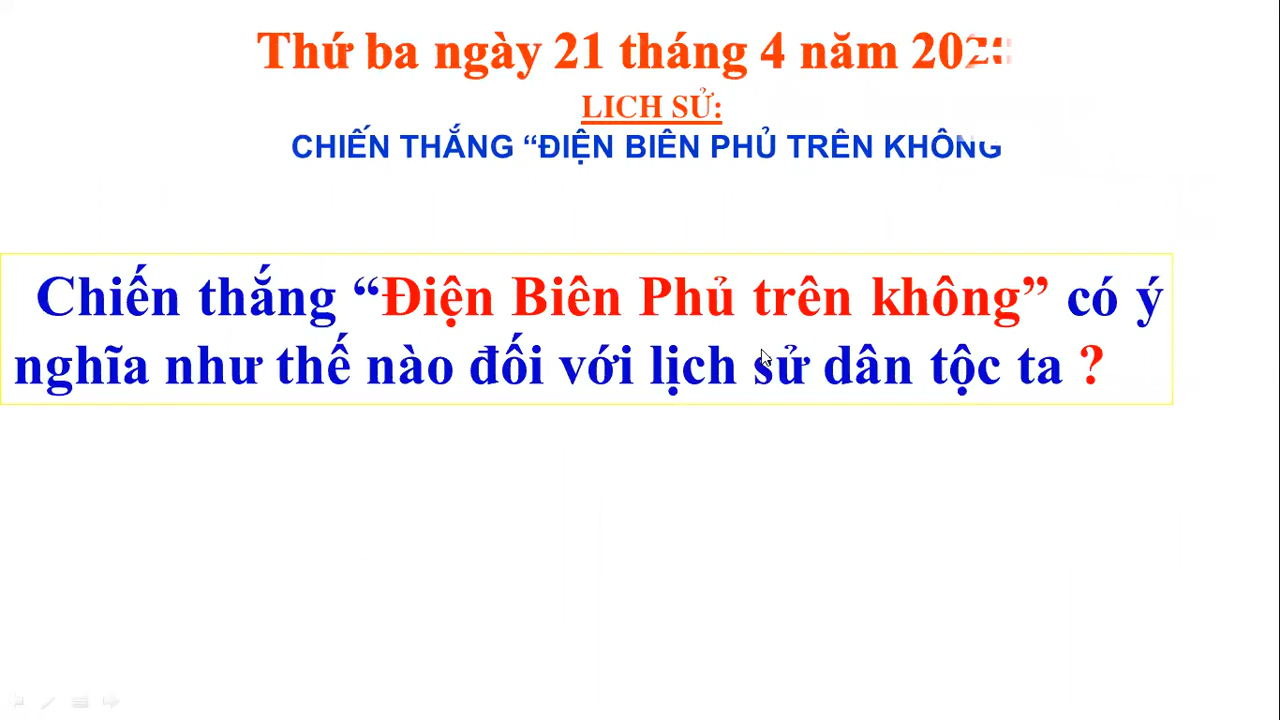 Thứ ba ngày 21 tháng 4 năm
LICH SỬ:
CHIẾN THẮNG “ĐIỆN BIÊN PHỦ TRÊN KHÔNG
Chiến thắng “Điện Biên Phủ trên không” có ý
nghĩa như thế nào đối với lịch sử dân tộc ta ?